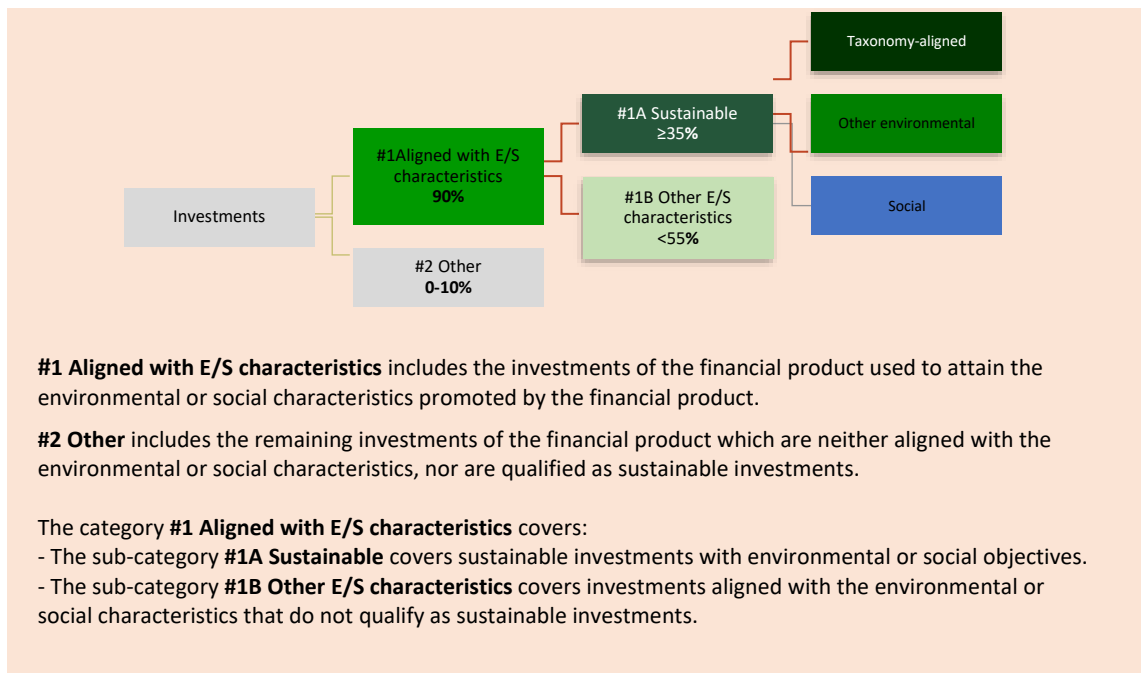 Taxonomy-aligned
#1A Sustainable
≥35%
Other environmental
#1Aligned with E/S
characteristics
90%
Investments
#1B Other E/S
characteristics
<55%
Social
#2 Other
0-10%
#1 Aligned with E/S characteristics includes the investments of the financial product used to attain the
environmental or social characteristics promoted by the financial product.
#2 Other includes the remaining investments of the financial product which are neither aligned with the
environmental or social characteristics, nor are qualified as sustainable investments.
The category #1 Aligned with E/S characteristics covers:
- The sub-category #1A Sustainable covers sustainable investments with environmental or social objectives.
- The sub-category #1B Other E/S characteristics covers investments aligned with the environmental or
social characteristics that do not qualify as sustainable investments.